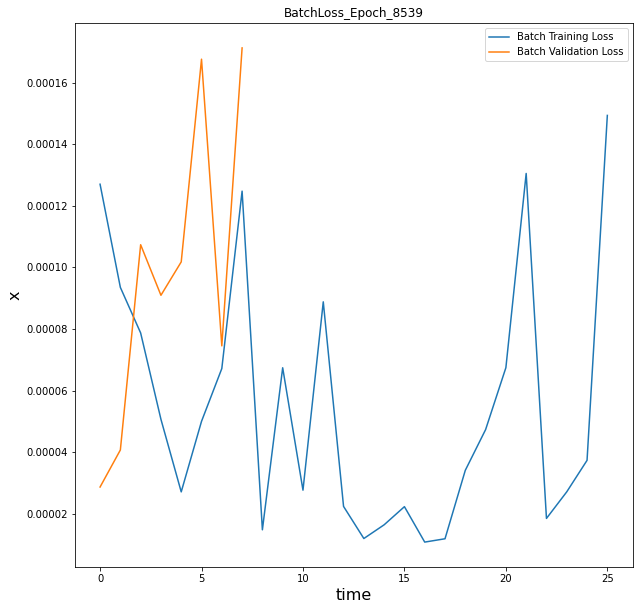 BatchLoss_Epoch_8539
Batch Training Loss
Batch Validation Loss
0.00016
0.00014
0.00012
0.00010
0.00008
0.00006
0.00004
0.00002
x
0 5 10 15 20 25
time